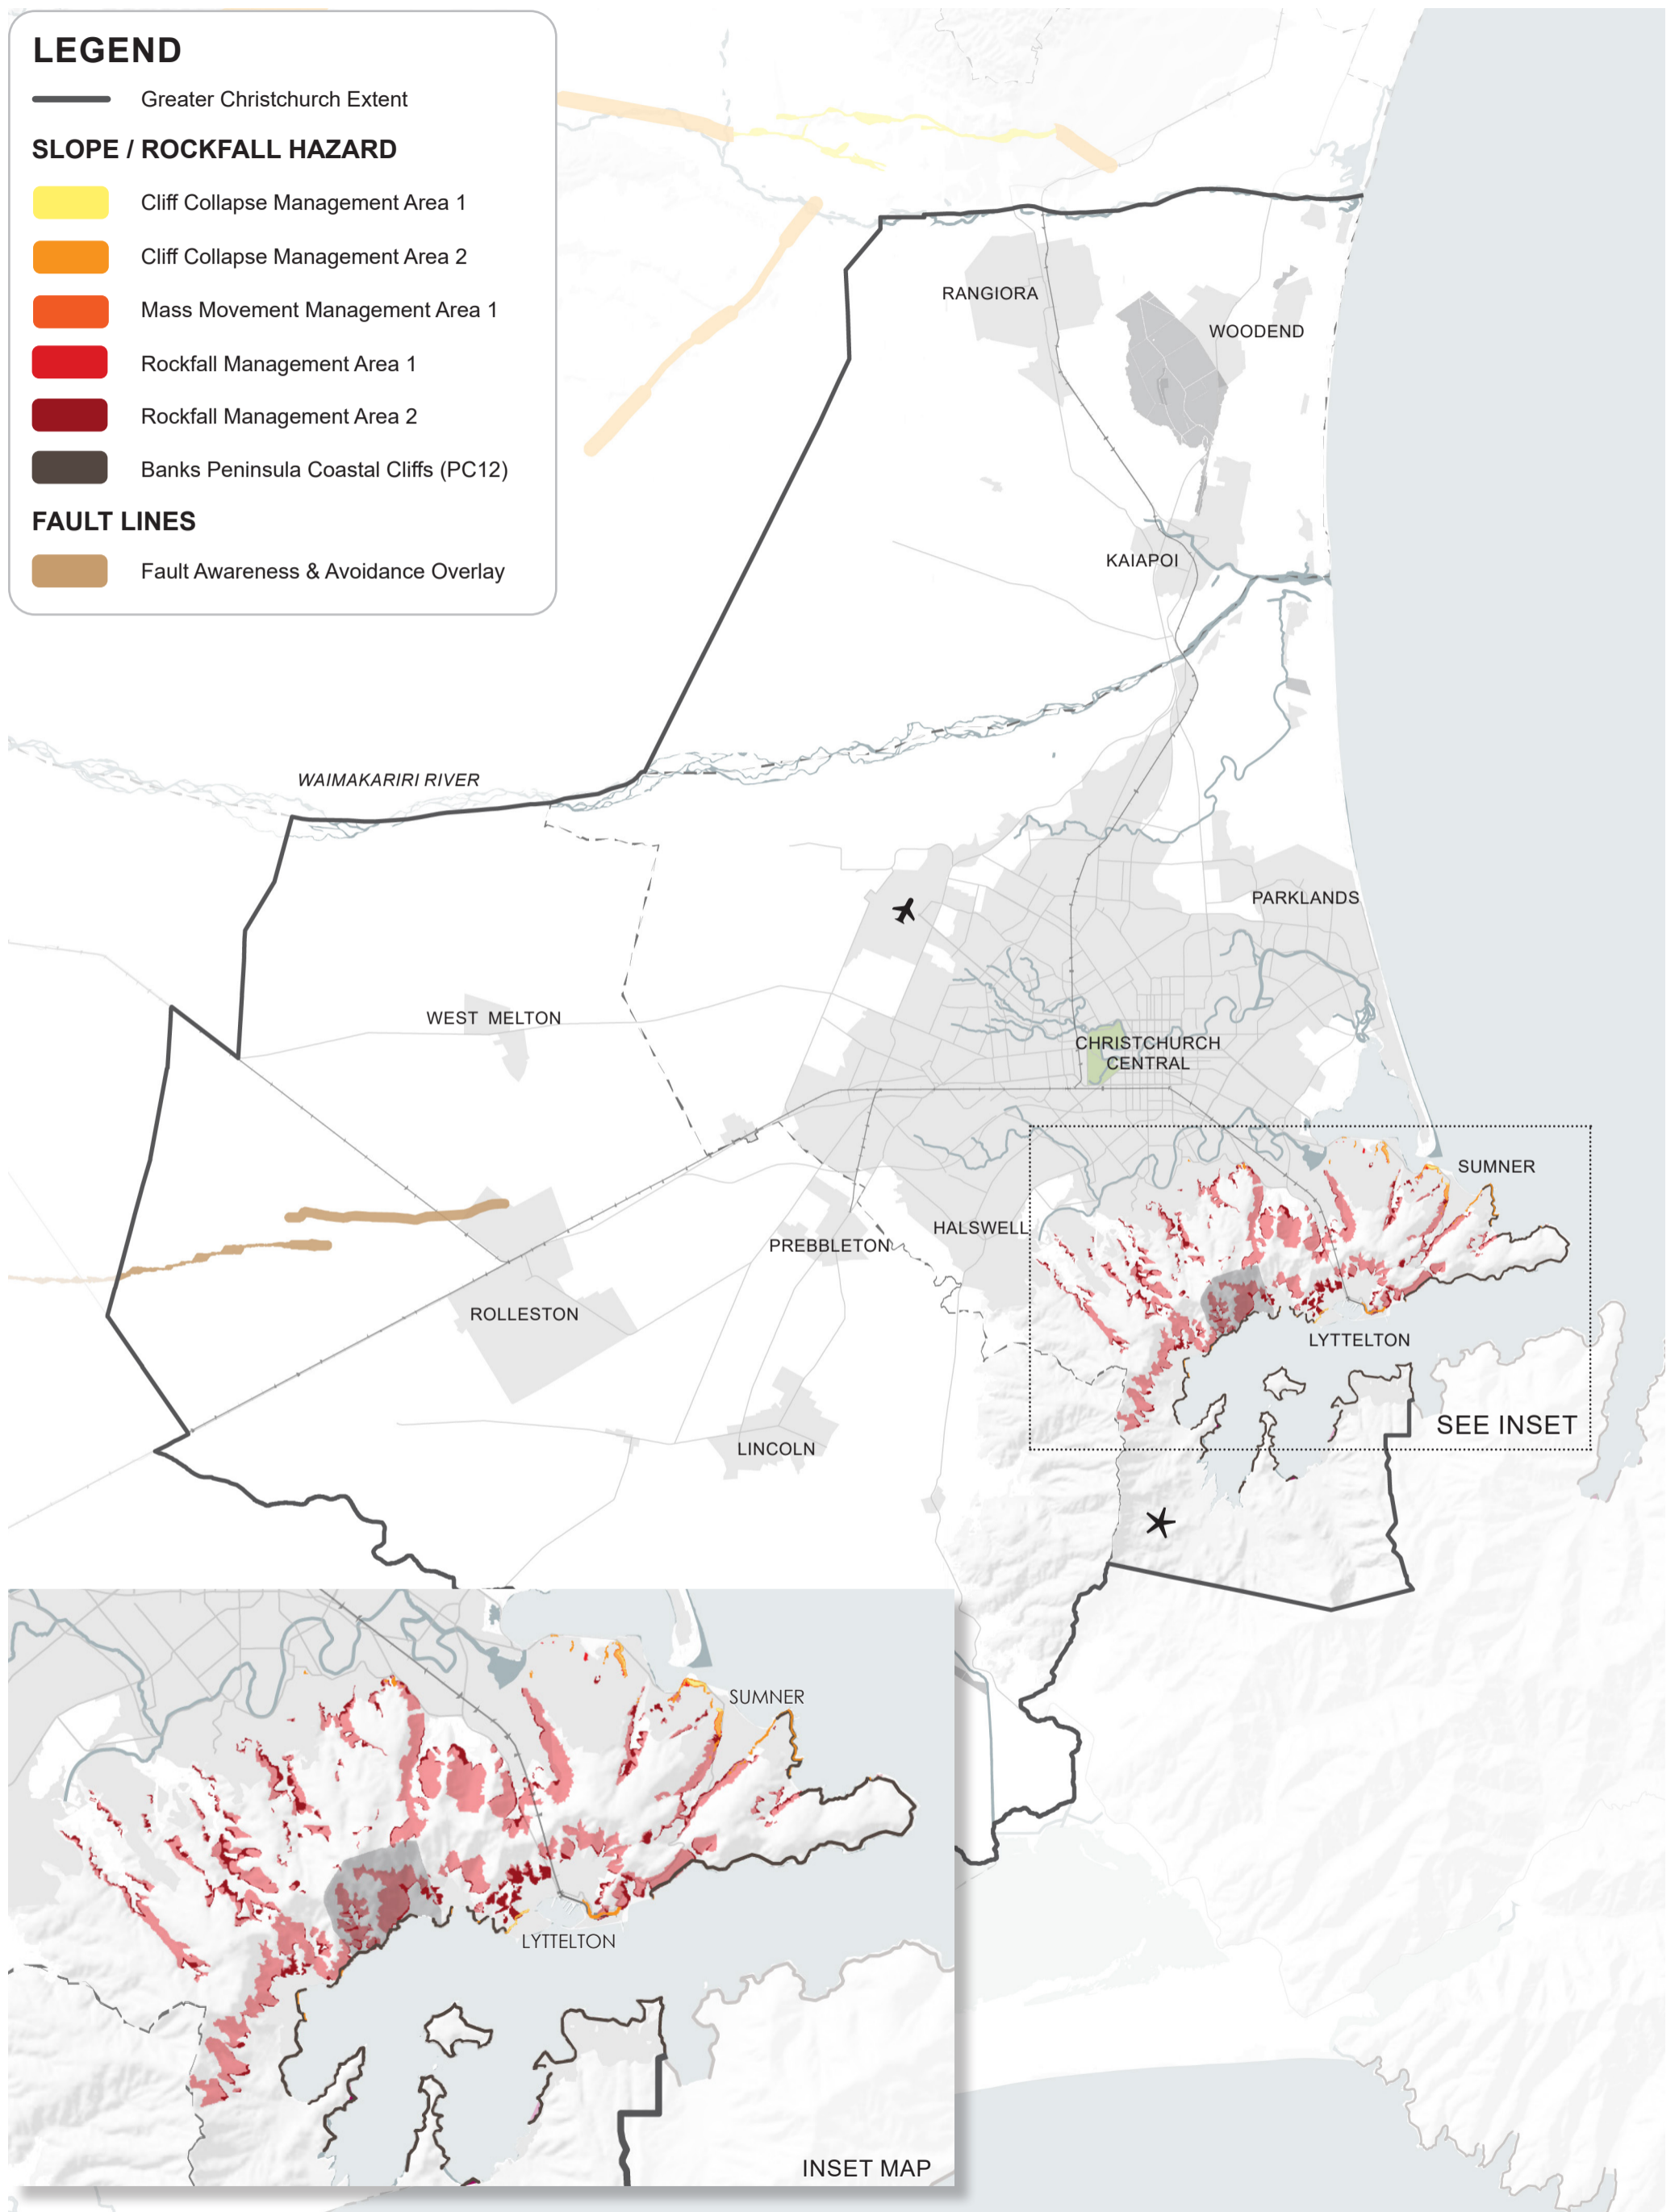 LEGEND
Greater Christchurch Extent
SLOPE / ROCKFALL HAZARD
Cliff Collapse Management Area 1
Cliff Collapse Management Area 2
Mass Movement Management Area 1
Rockfall Management Area 1
Rockfall Management Area 2
Banks Peninsula Coastal Cliffs (PC12)
FAULT LINES
Fault Awareness & Avoidance Overlay
RANGIORA
WOODEND
KAIAPOI
WAIMAKARIRI RIVER
PARKLANDS
WEST MELTON
CHRISTCHURCH
CENTRAL
SUMNER
HALSWELL
PREBBLETON
ROLLESTON
LYTTELTON
SEE INSET
LINCOLN
SUMNER
LYTTELTON
INSET MAP